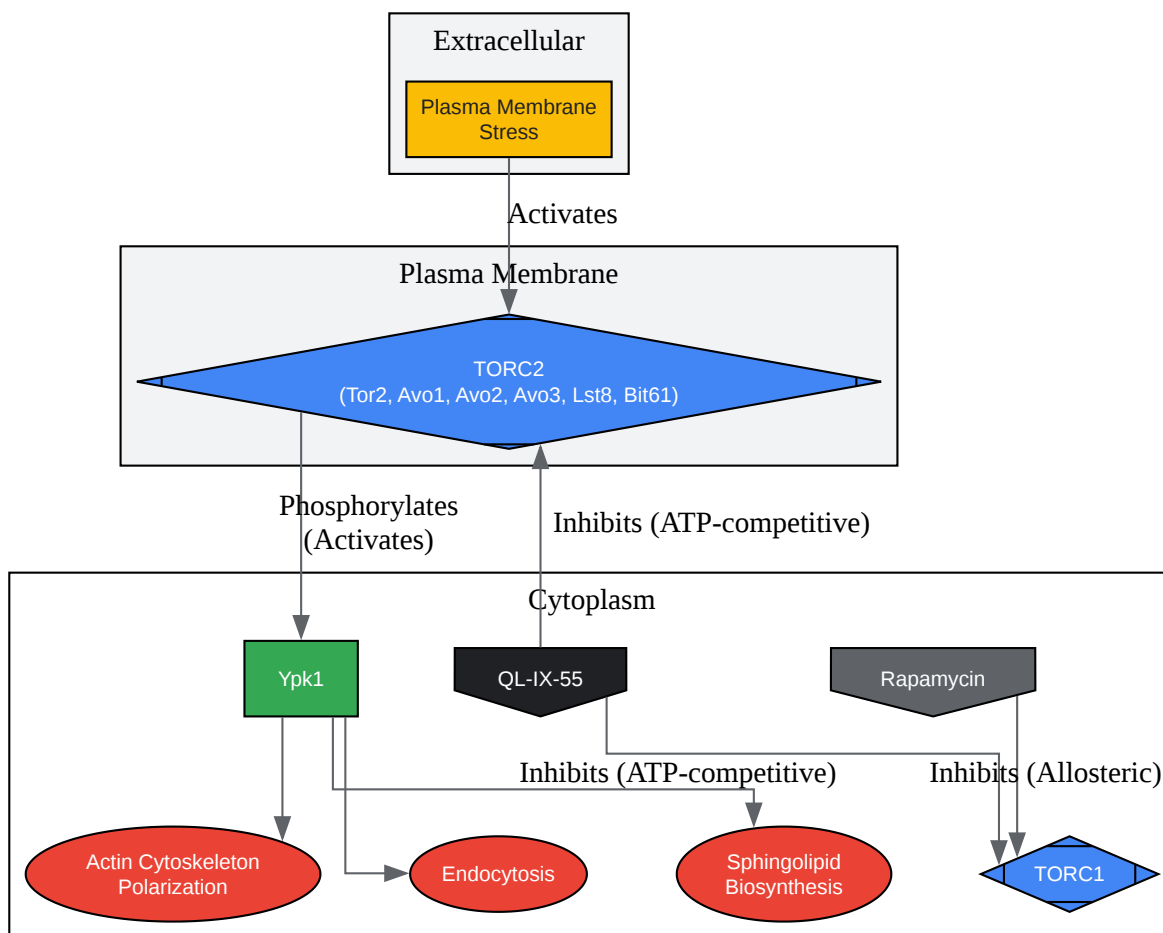 Extracellular
Plasma Membrane
Stress
Activates
Plasma Membrane
TORC2
(Tor2, Avo1, Avo2, Avo3, Lst8, Bit61)
Phosphorylates
(Activates)
Inhibits (ATP-competitive)
Cytoplasm
Ypk1
QL-IX-55
Rapamycin
Inhibits (ATP-competitive)
Inhibits (Allosteric)
Actin Cytoskeleton
Polarization
Endocytosis
Sphingolipid
Biosynthesis
TORC1